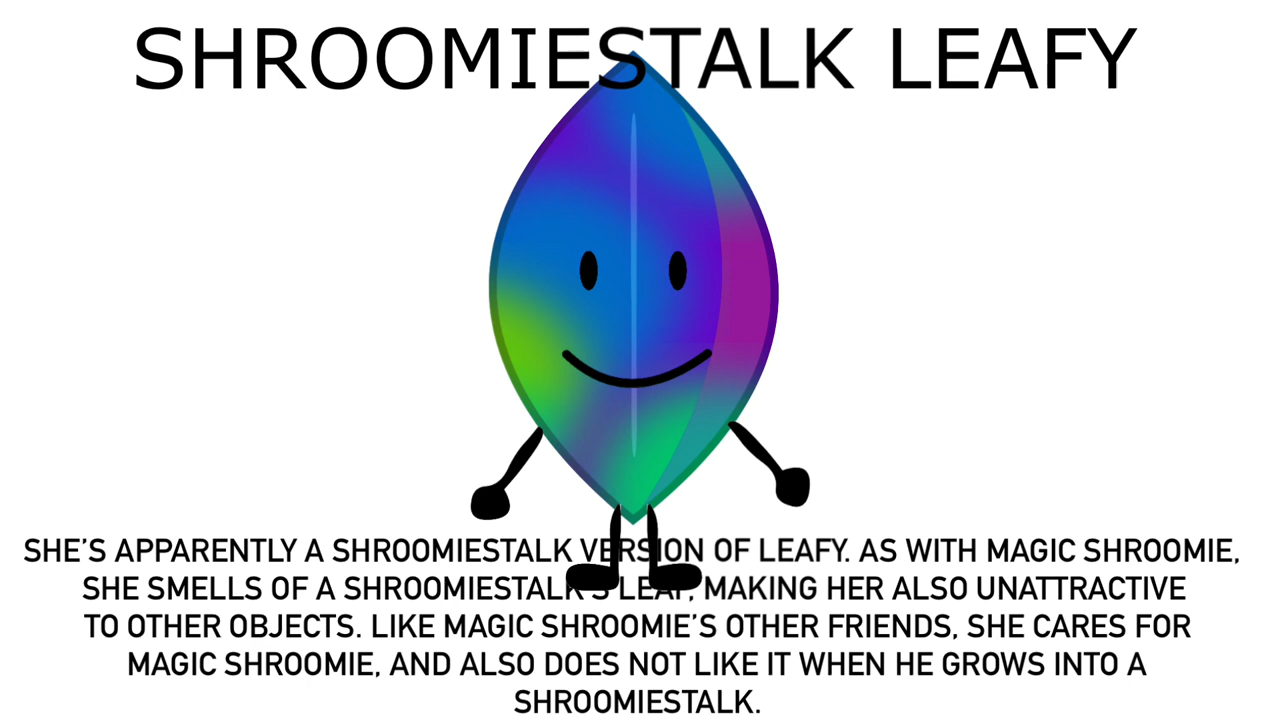 SHROOMIESTALK LEAFY
SHE'S APPARENTLY A SHROOMIESTALK VERSION OF LEAFY. AS WITH MAGIC SHROOMIE,
SHE SMELLS OF A SHROOMIESTALK'S LEAF, MAKING HER ALSO UNATTRACTIVE
TO OTHER OBJECTS. LIKE MAGIC SHROOMIE'S OTHER FRIENDS, SHE CARES FOR
MAGIC SHROOMIE, AND ALSO DOES NOT LIKE IT WHEN HE GROWS INTO A
SHROOMIESTALK.